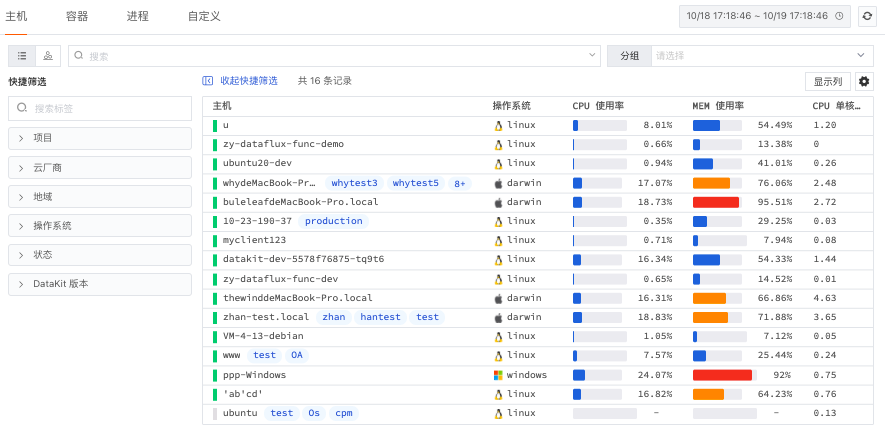 主机 容器 进程 自定义 10/18 17:18:46 ~ 10/19 17:18:46
搜索 分组 请选择
快捷筛选 收起快捷筛选 共 16 条记录 显示列
搜索标签
项目
云厂商
地域
操作系统
状态
DataKit 版本
主机 操作系统 CPU 使用率 MEM 使用率 CPU 单核…
u linux 8.01% 54.49% 1.20
zy-dataflux-func-demo linux 0.66% 13.38% 0
ubuntu20-dev linux 0.94% 41.01% 0.26
whydeMacBook-Pr… whytest3 whytest5 8+ darwin 17.07% 76.06% 2.48
buleleafdeMacBook-Pro.local darwin 18.73% 95.51% 2.72
10-23-190-37 production linux 0.35% 29.25% 0.03
myclient123 linux 0.71% 7.94% 0.08
datakit-dev-5578f76875-tq9t6 linux 16.34% 54.33% 1.44
zy-dataflux-func-dev linux 0.65% 14.52% 0.01
thewinddeMacBook-Pro.local darwin 16.31% 66.86% 4.63
zhan-test.local zhan hantest test darwin 18.83% 71.88% 3.65
VM-4-13-debian linux 1.05% 7.12% 0.05
www test OA linux 7.57% 25.44% 0.24
ppp-Windows windows 24.07% 92% 0.75
'ab'cd' linux 16.82% 64.23% 0.76
ubuntu test Os cpm linux – – 0.13